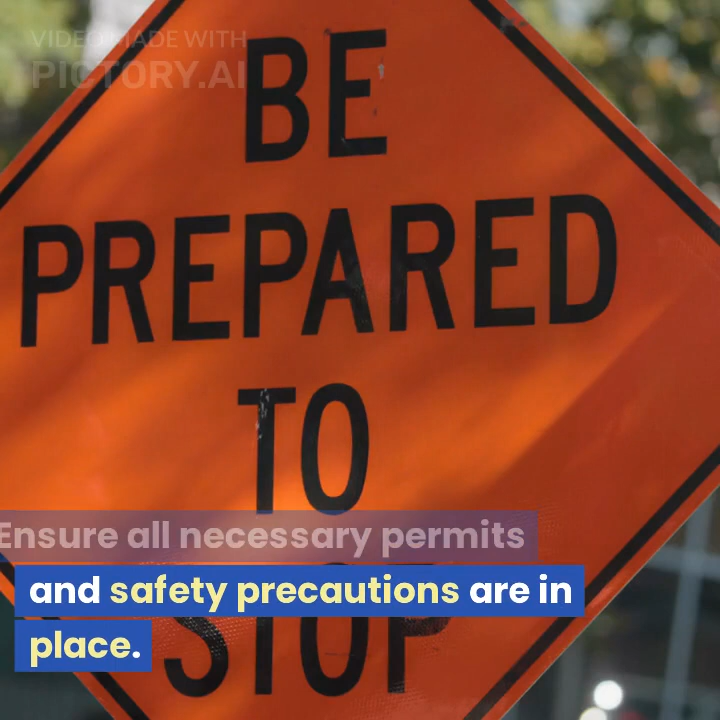 VIDEO MADE WITH
PICTORY.AI
BE
PREPARED
TO
STOP
Ensure all necessary permits
and safety precautions are in
place.